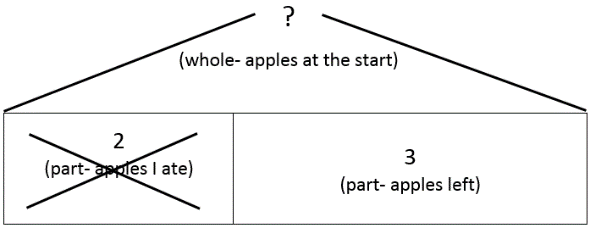 ?
(whole- apples at the start)
2
(part- apples I ate)
3
(part- apples left)